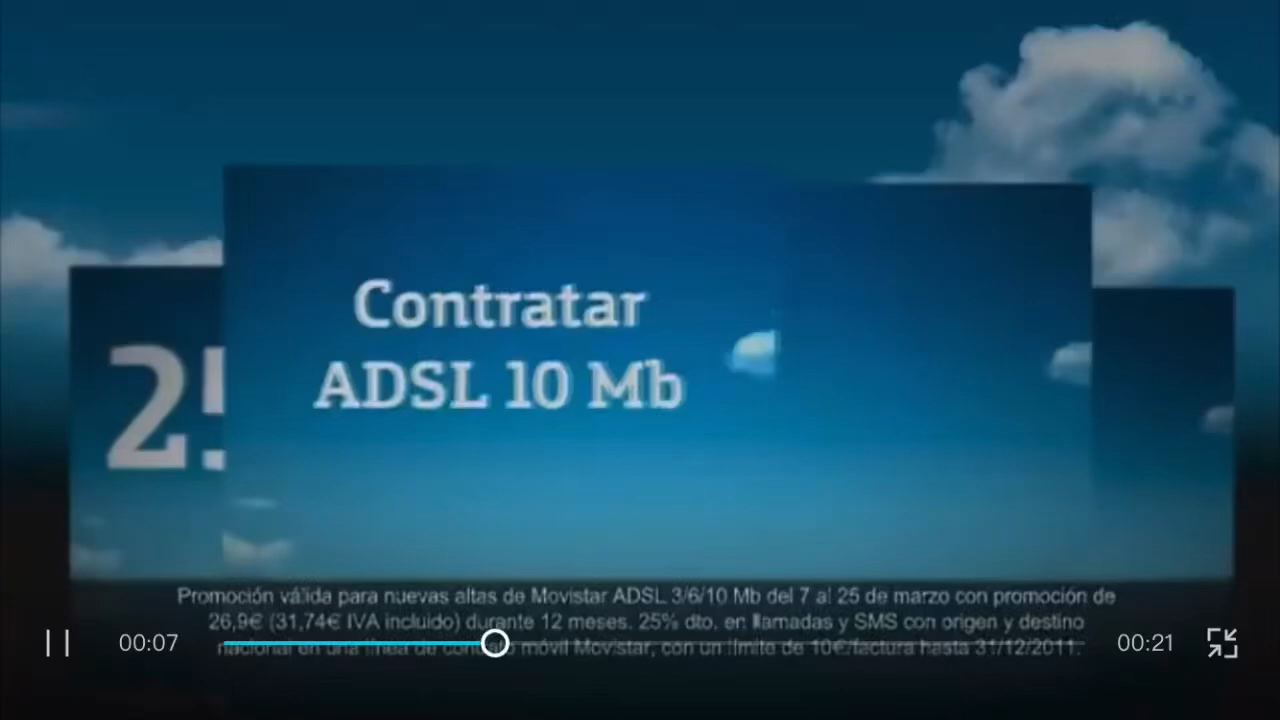 Contratar
ADSL 10 Mb
2
Promoción válida para nuevas altas de Movistar ADSL 3/6/10 Mb del 7 al 25 de marzo con promoción de
26,9€ (31,74€ IVA incluido) durante 12 meses. 25% dto, en llamadas y SMS con origen y destino
nacional en una línea de contrato móvil Movistar, con un límite de 10€/factura hasta 31/12/2011.
00:07
00:21